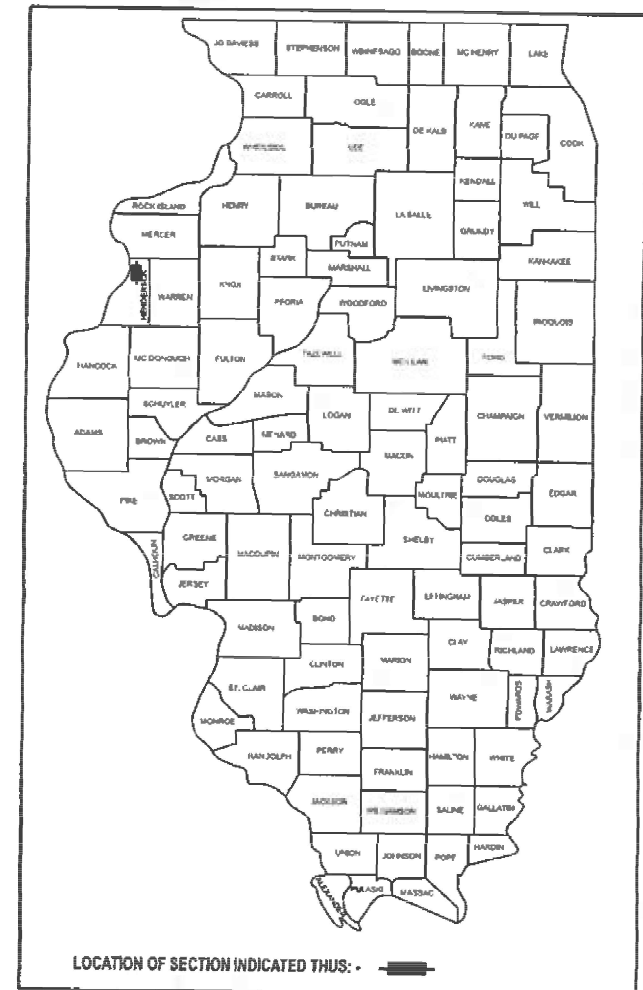 JO DAVIESS STEPHENSON WINNEBAGO BOONE MC HENRY LAKE
CARROLL OGLE
DE KALB KANE DU PAGE COOK
WHITESIDE LEE
KENDALL
ROCK ISLAND HENRY BUREAU LA SALLE WILL
MERCER PUTNAM GRUNDY
STARK MARSHALL KANKAKEE
HENDERSON WARREN KNOX PEORIA WOODFORD LIVINGSTON
IROQUOIS
HANCOCK MC DONOUGH FULTON TAZEWELL MC LEAN FORD
SCHUYLER MASON LOGAN DE WITT CHAMPAIGN VERMILION
ADAMS BROWN CASS MENARD PIATT
MACON
PIKE SCOTT MORGAN SANGAMON MOULTRIE DOUGLAS EDGAR
CHRISTIAN COLES
CALHOUN GREENE MACOUPIN MONTGOMERY SHELBY CUMBERLAND CLARK
JERSEY FAYETTE EFFINGHAM JASPER CRAWFORD
MADISON BOND
CLAY RICHLAND LAWRENCE
CLINTON MARION
ST. CLAIR WAYNE EDWARDS WABASH
MONROE WASHINGTON JEFFERSON
RANDOLPH PERRY HAMILTON WHITE
FRANKLIN
JACKSON WILLIAMSON SALINE GALLATIN
UNION JOHNSON POPE HARDIN
ALEXANDER PULASKI MASSAC
LOCATION OF SECTION INDICATED THUS: -